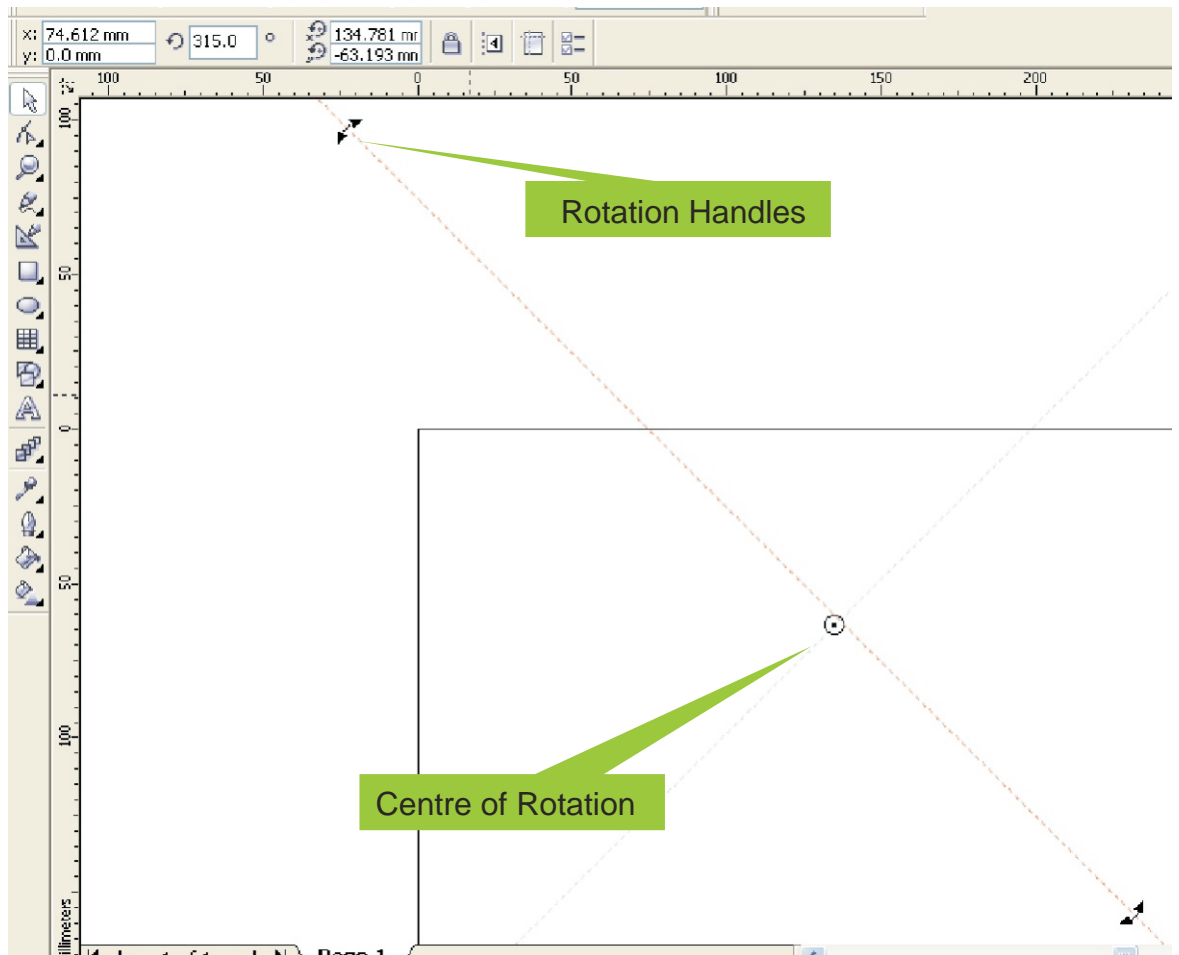 x: 74.612 mm
y: 0.0 mm
315.0 °
x 134.781 mr
y -63.193 mn
100 50 0 50 100 150 200
100
50
0
50
100
Rotation Handles
Centre of Rotation
Page 1